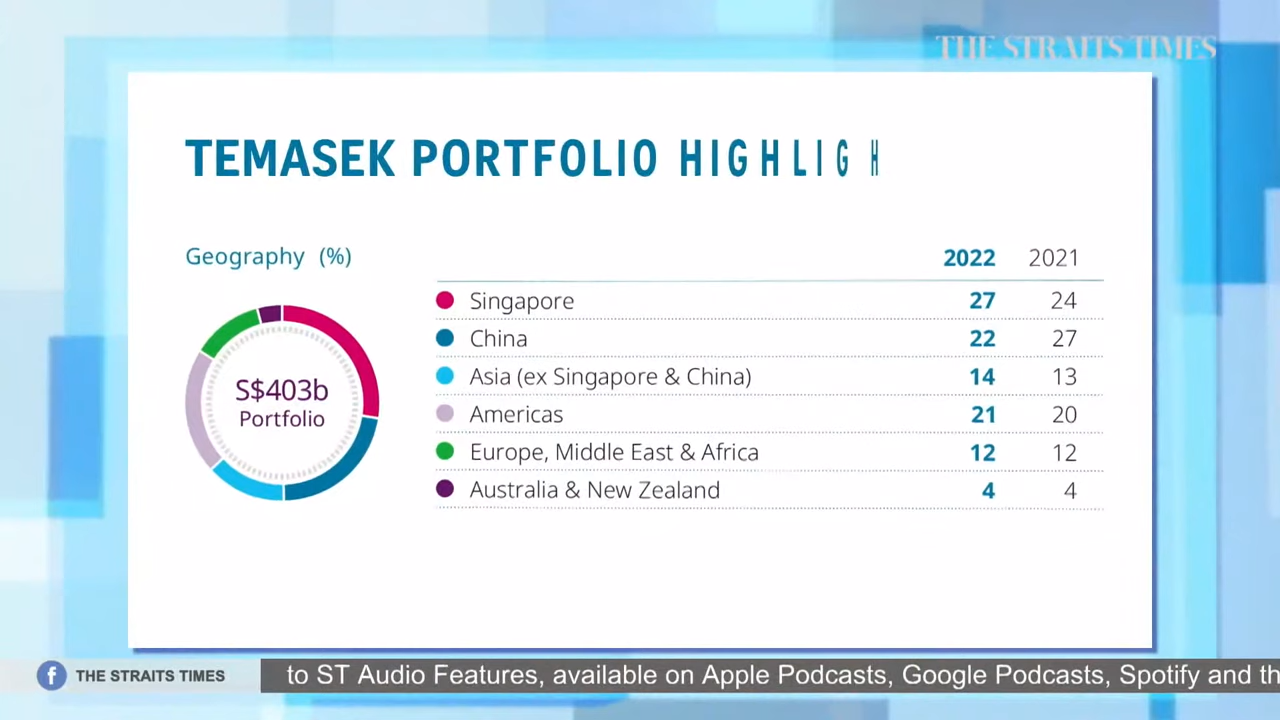 THE STRAITS TIMES
TEMASEK PORTFOLIO HIGHLIGH
Geography (%)
2022 2021
S$403b
Portfolio
Singapore 27 24
China 22 27
Asia (ex Singapore & China) 14 13
Americas 21 20
Europe, Middle East & Africa 12 12
Australia & New Zealand 4 4
f THE STRAITS TIMES
to ST Audio Features, available on Apple Podcasts, Google Podcasts, Spotify and th